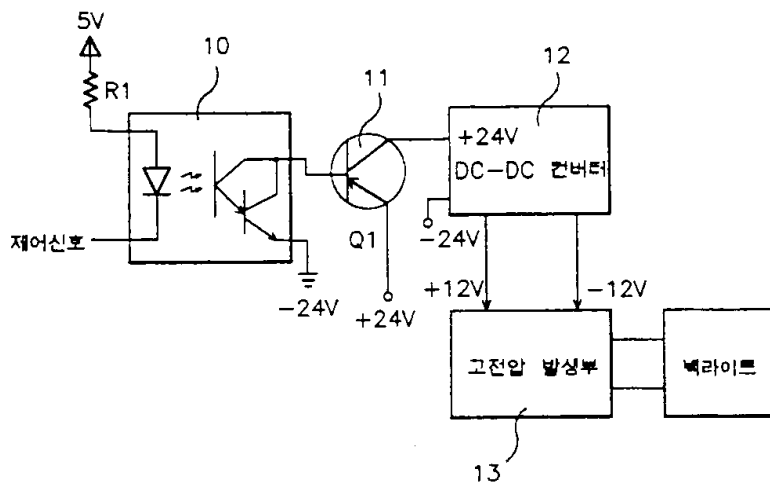 5V
R1
10
제어신호
-24V
11
Q1
+24V
12
+24V
DC-DC 컨버터
-24V
+12V
-12V
고전압 발생부
13
백라이트